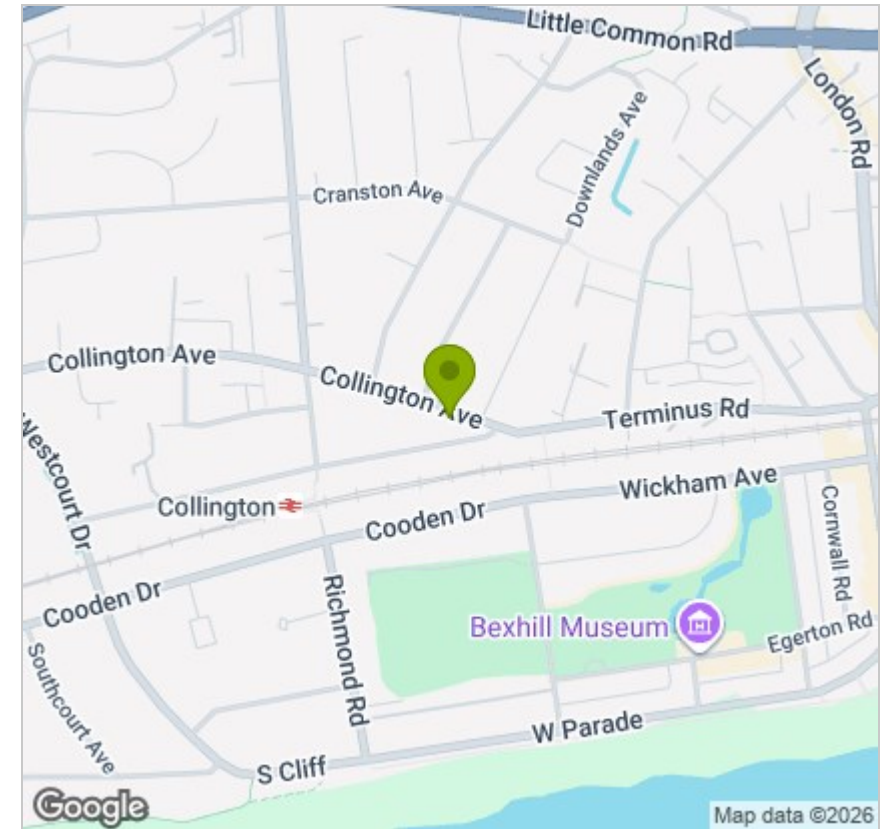 Little Common Rd
London Rd
Downlands Ave
Cranston Ave
Collington Ave
Collington Ave
Terminus Rd
Westcourt Dr
Wickham Ave
Collington
Cooden Dr
Cornwall Rd
Cooden Dr
Richmond Rd
Bexhill Museum
Egerton Rd
Southcourt Ave
W Parade
S Cliff
Google
Map data ©2026